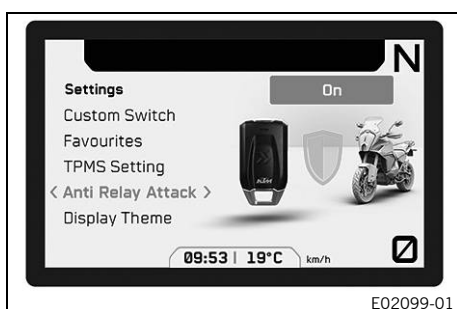 N
Settings
On
Custom Switch
Favourites
TPMS Setting
< Anti Relay Attack >
Display Theme
KTM
09:53 | 19°C km/h
0
E02099-01